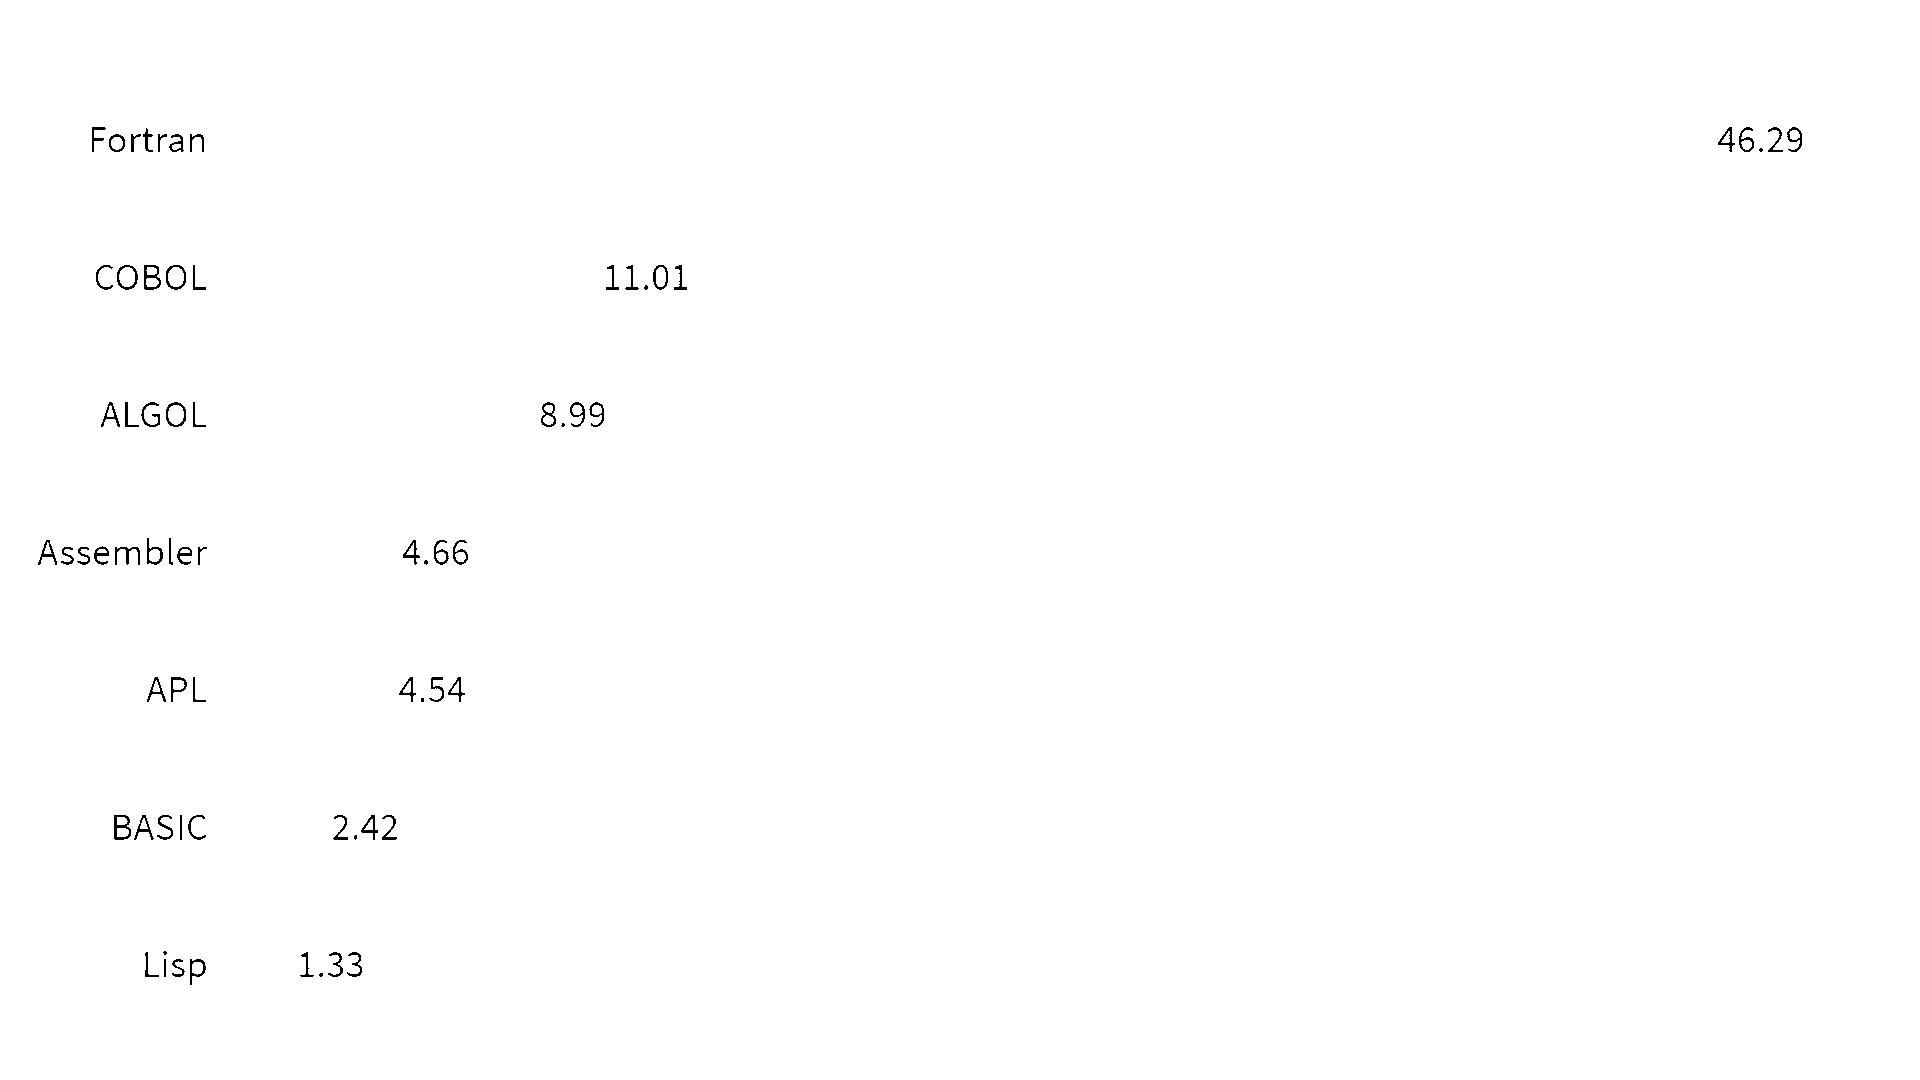 Fortran 46.29
COBOL 11.01
ALGOL 8.99
Assembler 4.66
APL 4.54
BASIC 2.42
Lisp 1.33